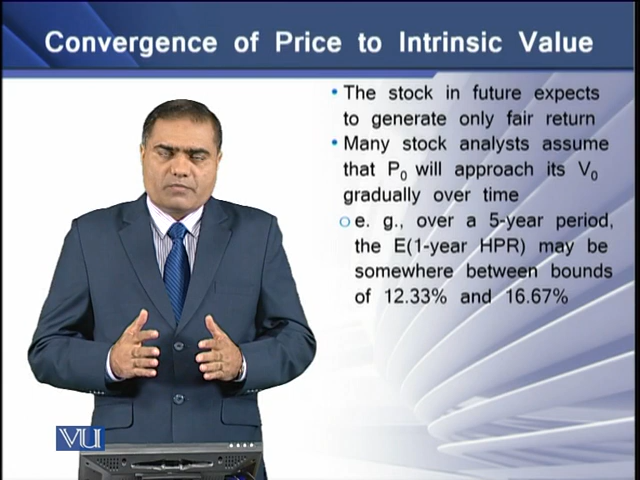 Convergence of Price to Intrinsic Value
• The stock in future expects
to generate only fair return
• Many stock analysts assume
that P₀ will approach its V₀
gradually over time
○ e. g., over a 5-year period,
the E(1-year HPR) may be
somewhere between bounds
of 12.33% and 16.67%
VU